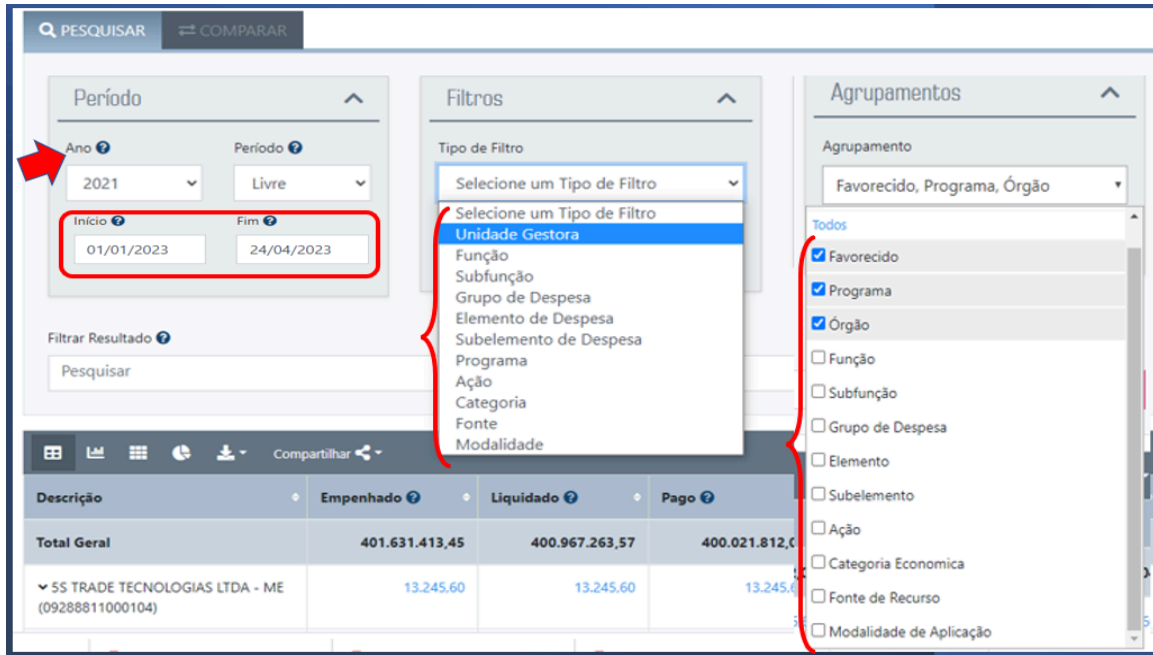 PESQUISAR
COMPARAR
Período
Ano
Período
2021
Livre
Início
Fim
01/01/2023
24/04/2023
Filtros
Tipo de Filtro
Selecione um Tipo de Filtro
Selecione um Tipo de Filtro
Unidade Gestora
Função
Subfunção
Grupo de Despesa
Elemento de Despesa
Subelemento de Despesa
Programa
Ação
Categoria
Fonte
Modalidade
Agrupamentos
Agrupamento
Favorecido, Programa, Órgão
Todos
Favorecido
Programa
Órgão
Função
Subfunção
Grupo de Despesa
Elemento
Subelemento
Ação
Categoria Economica
Fonte de Recurso
Modalidade de Aplicação
Filtrar Resultado
Pesquisar
Compartilhar
Descrição Empenhado Liquidado Pago
Total Geral 401.631.413,45 400.967.263,57 400.021.812,
5S TRADE TECNOLOGIAS LTDA - ME 13.245,60 13.245,60 13.245,
(09288811000104)